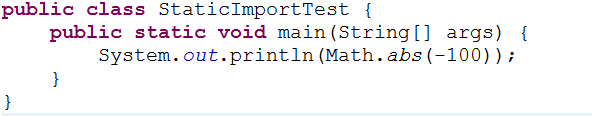 public class StaticImportTest {
    public static void main(String[] args) {
        System.out.println(Math.abs(-100));
    }
}